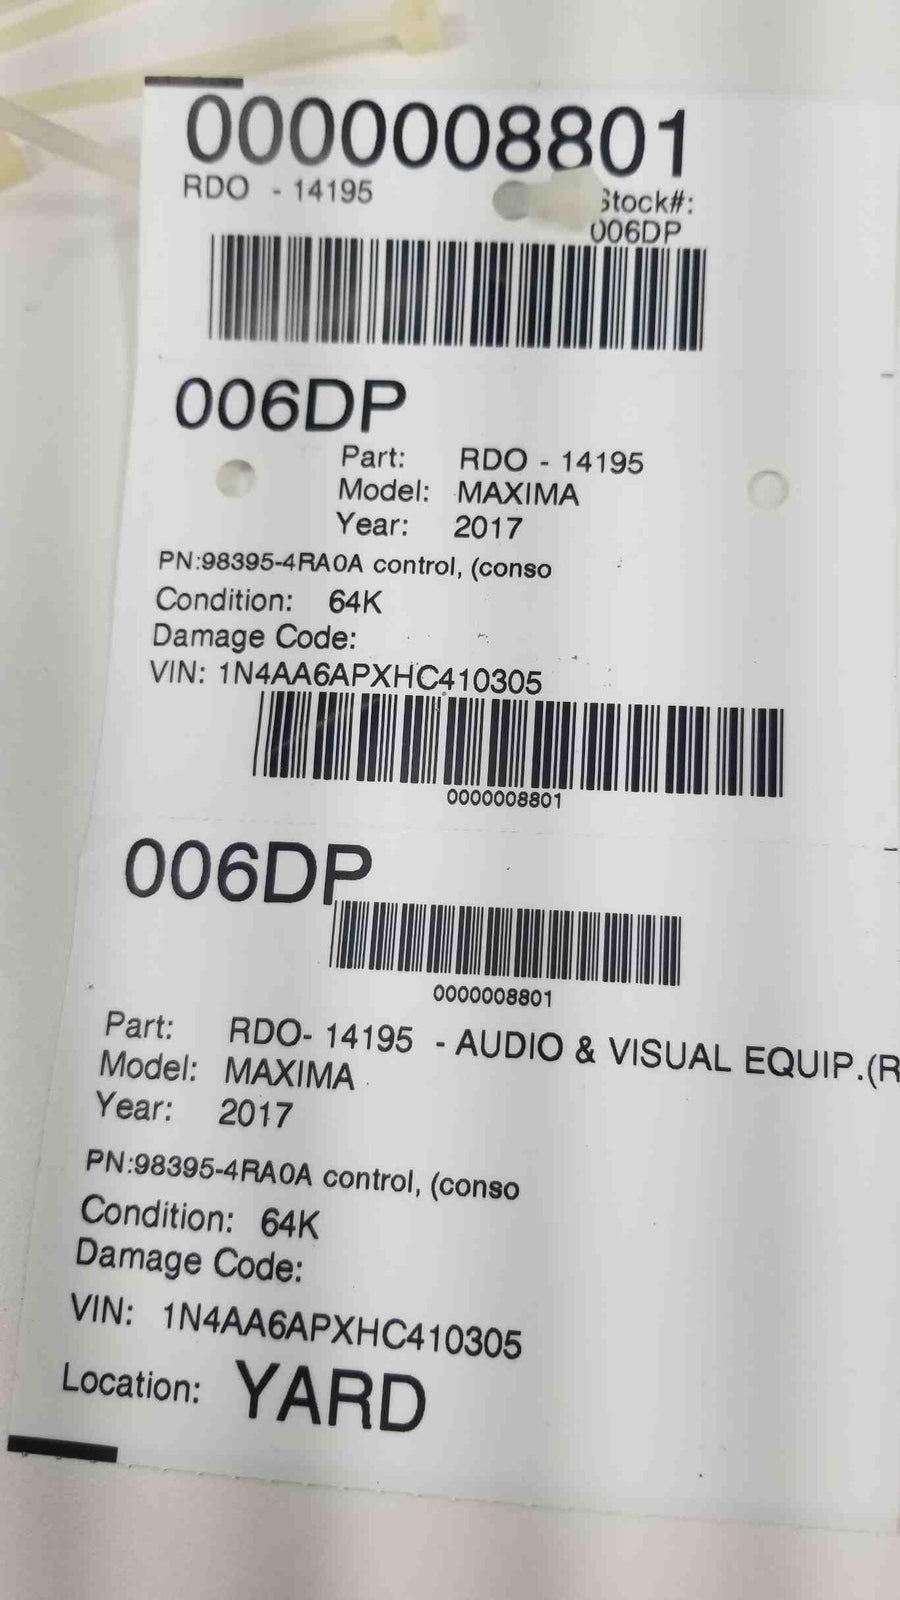 0000008801
RDO - 14195
Stock#:
006DP
006DP
Part: RDO - 14195
Model: MAXIMA
Year: 2017
PN:98395-4RA0A control, (conso
Condition: 64K
Damage Code:
VIN: 1N4AA6APXHC410305
0000008801
006DP
0000008801
Part: RDO- 14195 - AUDIO & VISUAL EQUIP.(R
Model: MAXIMA
Year: 2017
PN:98395-4RA0A control, (conso
Condition: 64K
Damage Code:
VIN: 1N4AA6APXHC410305
Location: YARD